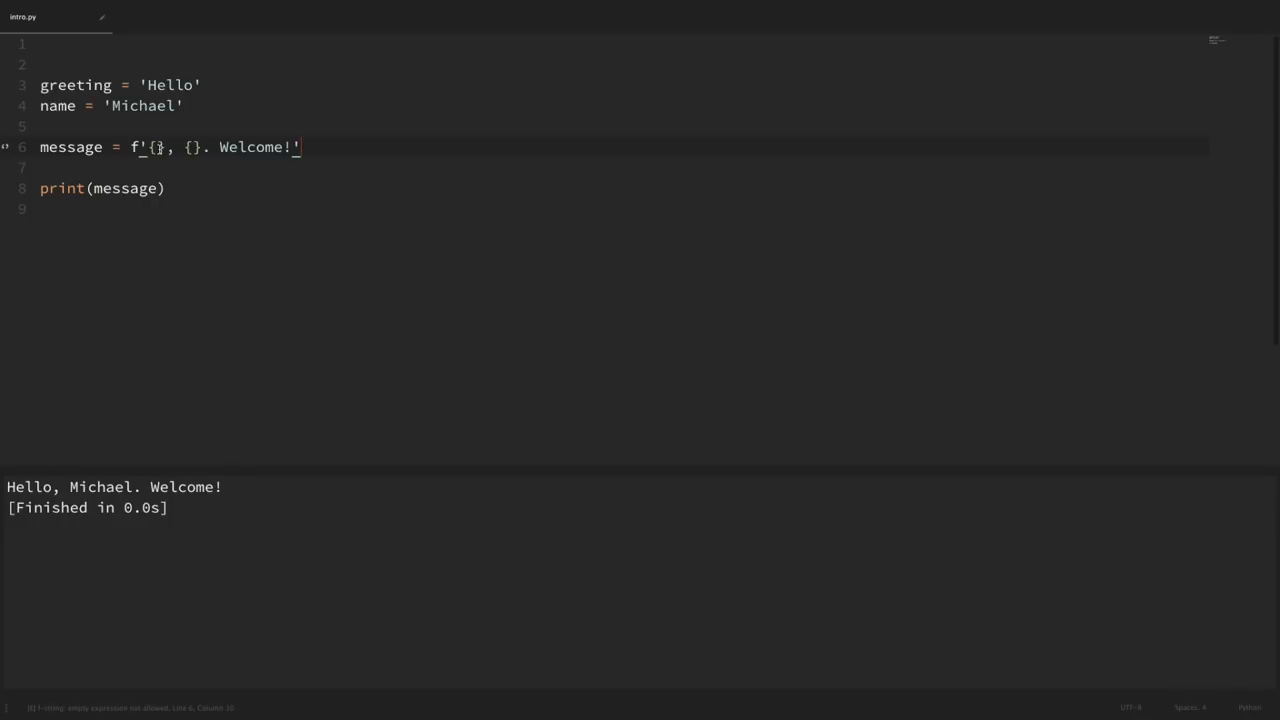 intro.py
1
2
3 greeting = 'Hello'
4 name = 'Michael'
5
6 message = f'{}, {}. Welcome!'
7
8 print(message)
9
Hello, Michael. Welcome!
[Finished in 0.0s]
[E] f-string: empty expression not allowed, Line 6, Column 30
UTF-8 Spaces: 4 Python